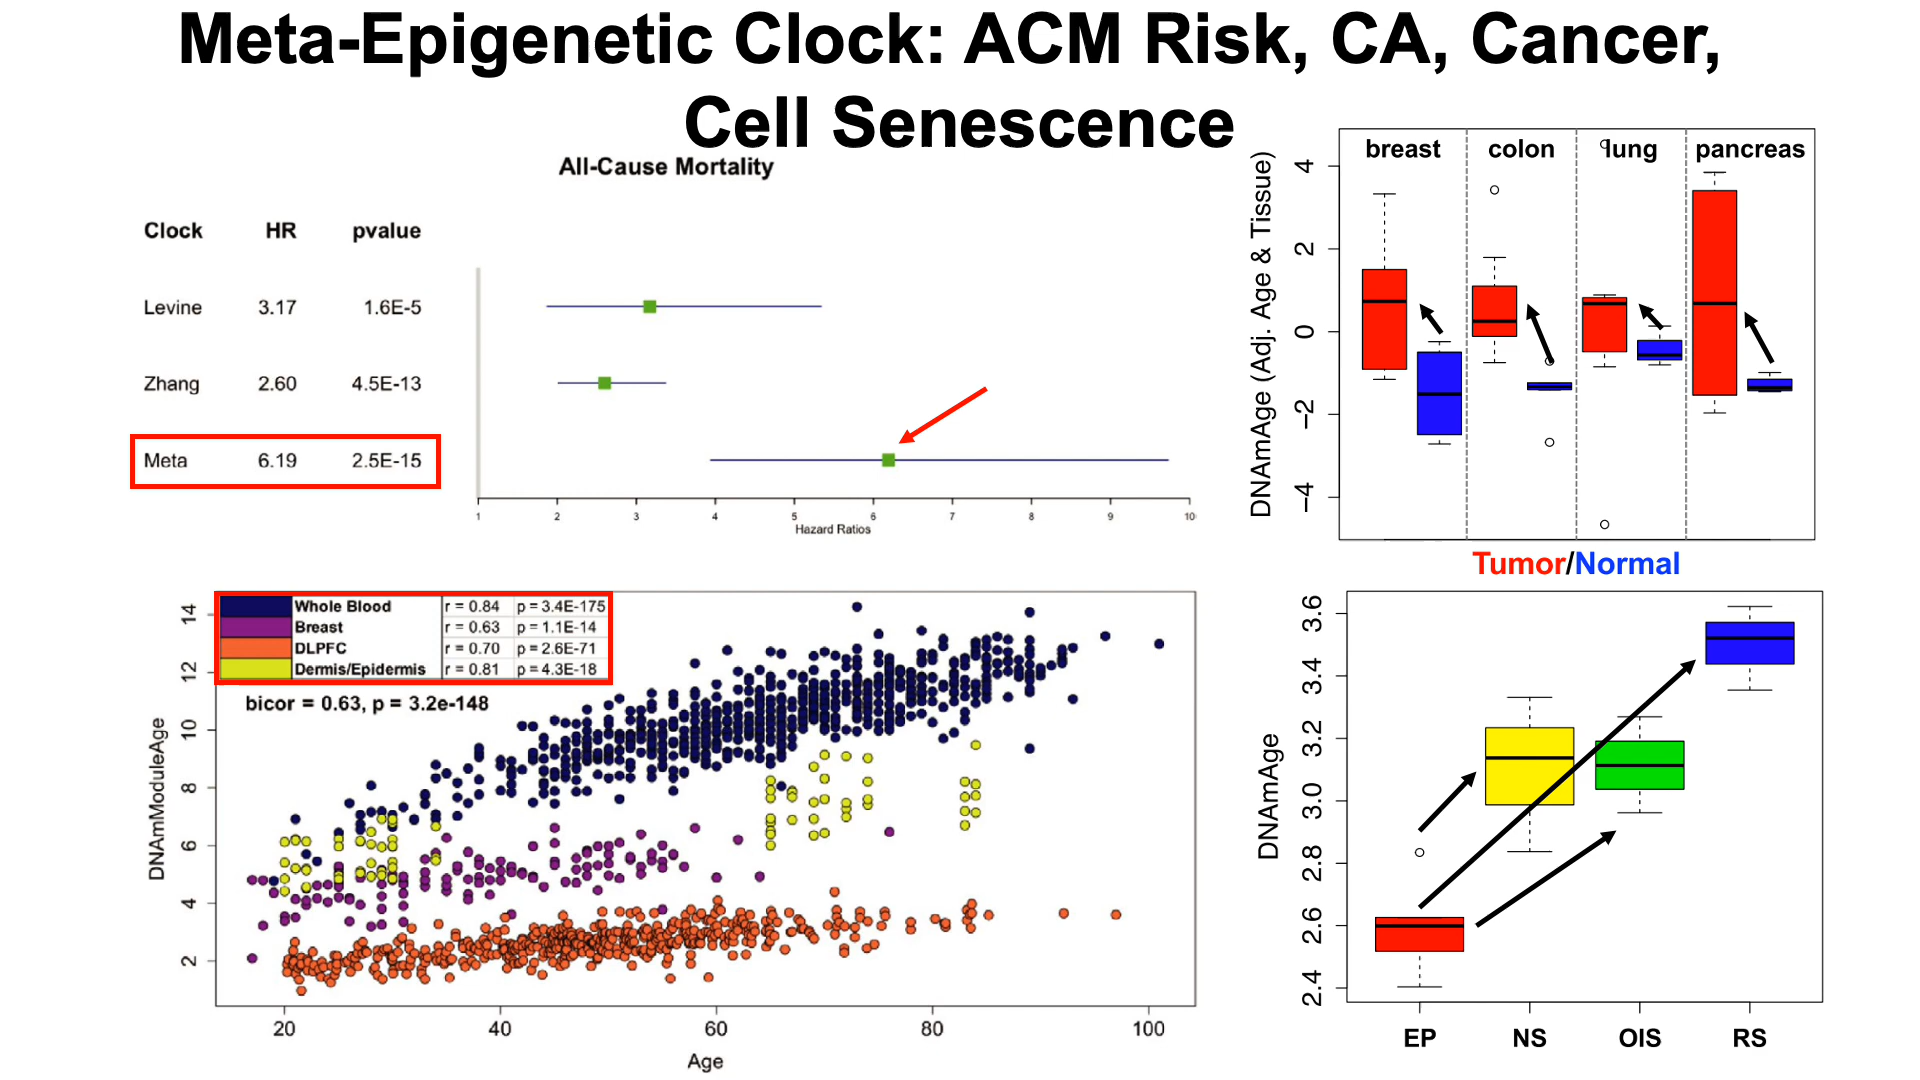 Meta-Epigenetic Clock: ACM Risk, CA, Cancer,
Cell Senescence
All-Cause Mortality
Clock HR pvalue
Levine 3.17 1.6E-5
Zhang 2.60 4.5E-13
Meta 6.19 2.5E-15
1 2 3 4 5 6 7 8 9 10
Hazard Ratios
breast colon lung pancreas
DNAmAge (Adj. Age & Tissue)
4
2
0
−2
−4
Tumor/Normal
Whole Blood r = 0.84 p = 3.4E-175
Breast r = 0.63 p = 1.1E-14
DLPFC r = 0.70 p = 2.6E-71
Dermis/Epidermis r = 0.81 p = 4.3E-18
bicor = 0.63, p = 3.2e-148
DNAmModuleAge
14
12
10
8
6
4
2
20 40 60 80 100
Age
DNAmAge
3.6
3.4
3.2
3.0
2.8
2.6
2.4
EP NS OIS RS